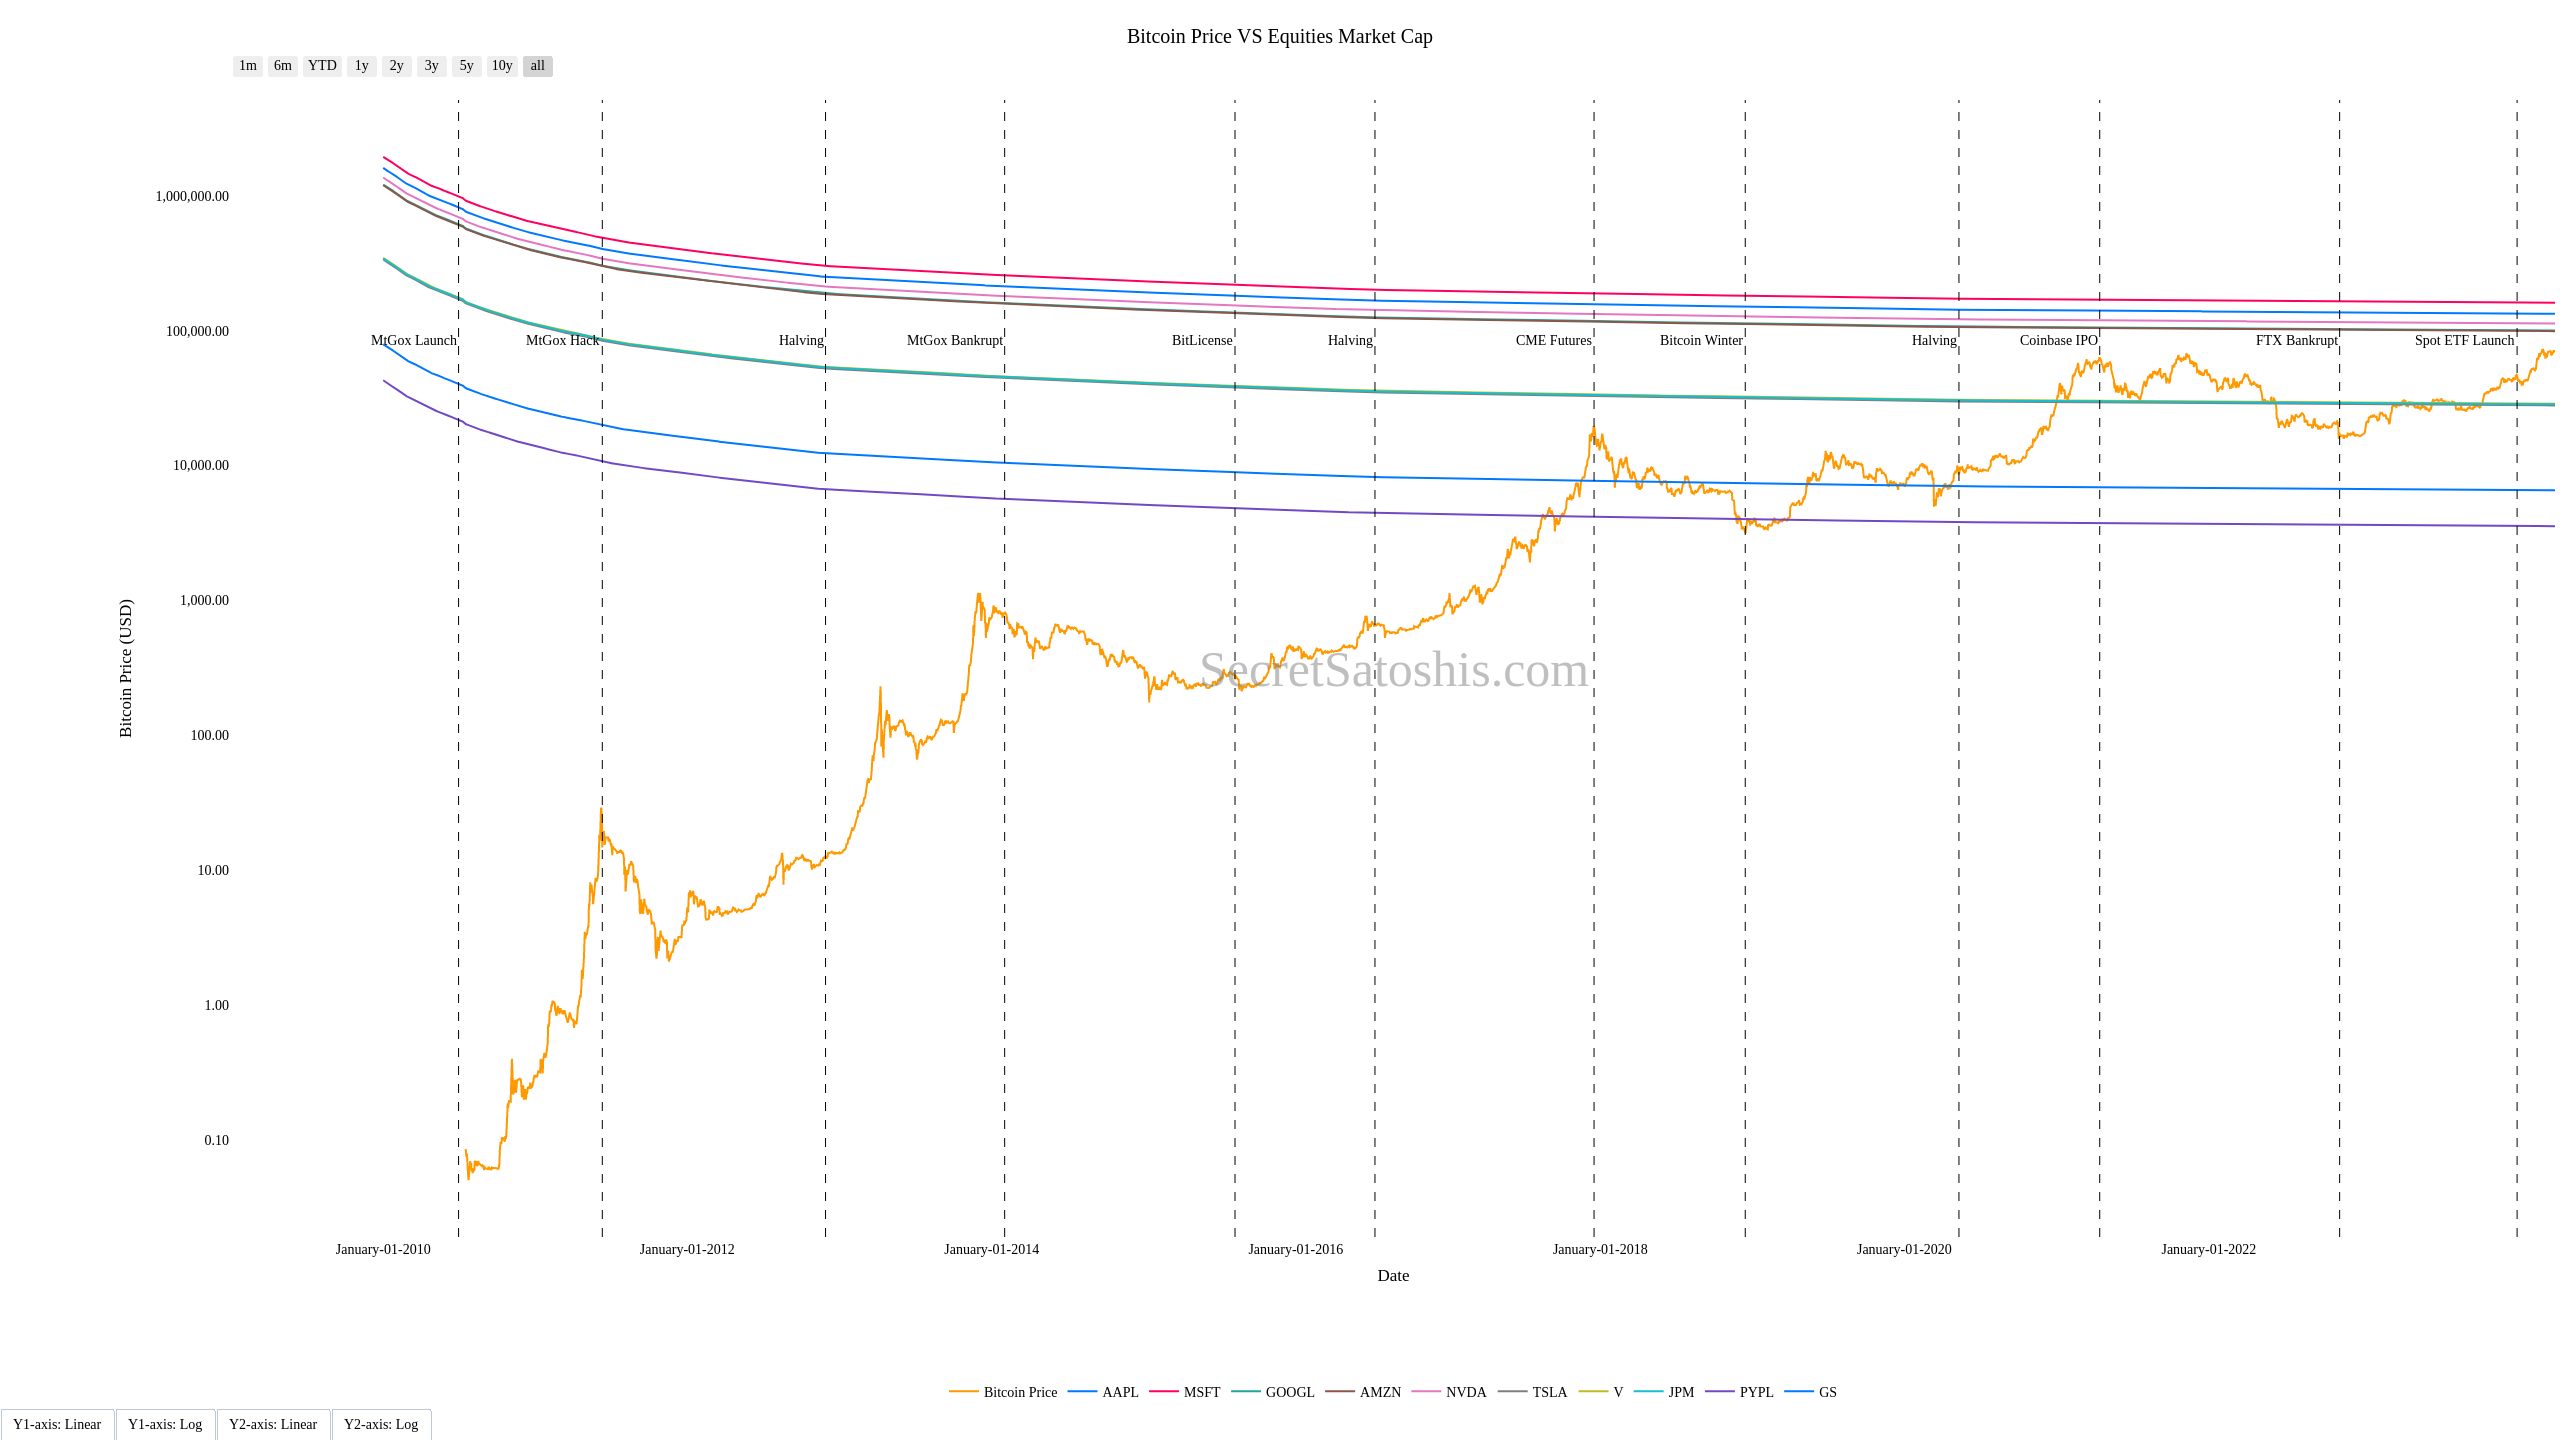 Bitcoin Price VS Equities Market Cap
1m 6m YTD 1y 2y 3y 5y 10y all
1,000,000.00
100,000.00
MtGox Launch MtGox Hack Halving MtGox Bankrupt BitLicense Halving CME Futures Bitcoin Winter Halving Coinbase IPO FTX Bankrupt Spot ETF Launch
10,000.00
1,000.00
Bitcoin Price (USD)
SecretSatoshis.com
100.00
10.00
1.00
0.10
January-01-2010 January-01-2012 January-01-2014 January-01-2016 January-01-2018 January-01-2020 January-01-2022
Date
Bitcoin Price AAPL MSFT GOOGL AMZN NVDA TSLA V JPM PYPL GS
Y1-axis: Linear Y1-axis: Log Y2-axis: Linear Y2-axis: Log